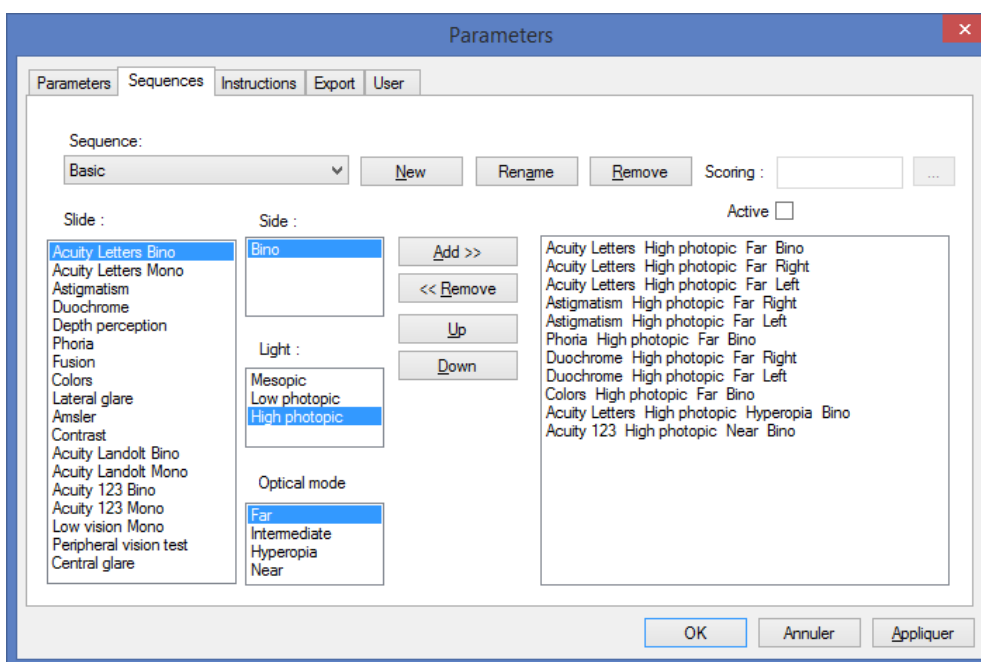 Parameters
Parameters Sequences Instructions Export User
Sequence:
Basic New Rename Remove Scoring : ...
Active
Slide :
Acuity Letters Bino
Acuity Letters Mono
Astigmatism
Duochrome
Depth perception
Phoria
Fusion
Colors
Lateral glare
Amsler
Contrast
Acuity Landolt Bino
Acuity Landolt Mono
Acuity 123 Bino
Acuity 123 Mono
Low vision Mono
Peripheral vision test
Central glare
Side :
Bino
Light :
Mesopic
Low photopic
High photopic
Optical mode
Far
Intermediate
Hyperopia
Near
Add >>
<< Remove
Up
Down
Acuity Letters High photopic Far Bino
Acuity Letters High photopic Far Right
Acuity Letters High photopic Far Left
Astigmatism High photopic Far Right
Astigmatism High photopic Far Left
Phoria High photopic Far Bino
Duochrome High photopic Far Right
Duochrome High photopic Far Left
Colors High photopic Far Bino
Acuity Letters High photopic Hyperopia Bino
Acuity 123 High photopic Near Bino
OK Annuler Appliquer